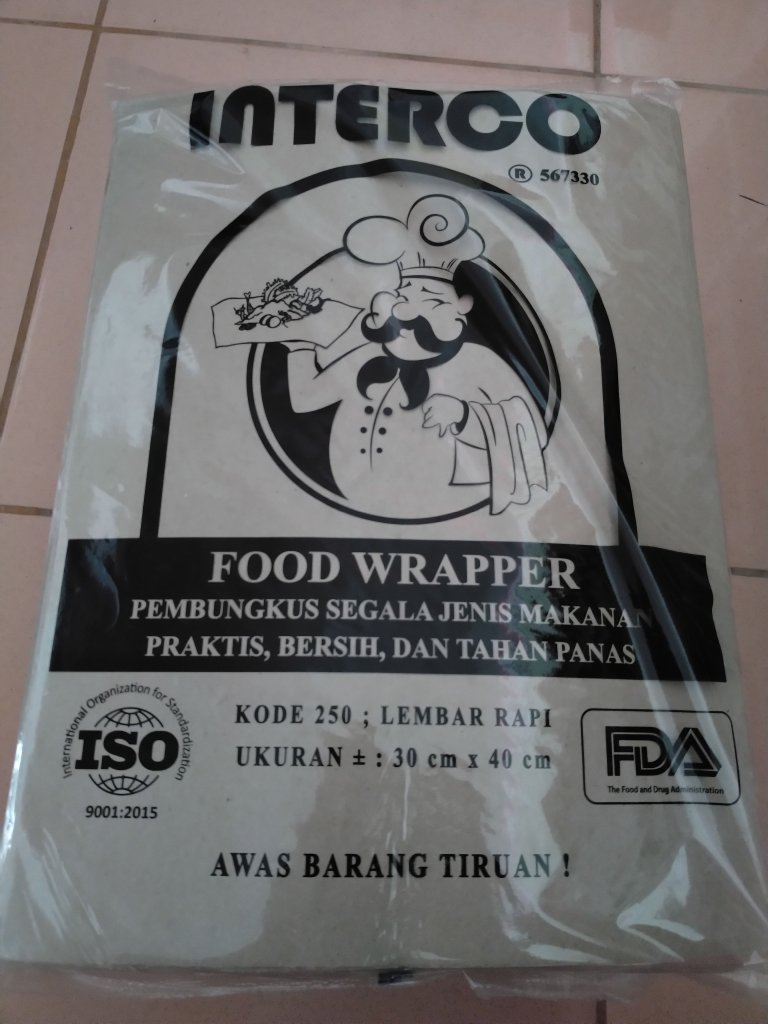 INTERCO
® 567330
FOOD WRAPPER
PEMBUNGKUS SEGALA JENIS MAKANAN
PRAKTIS, BERSIH, DAN TAHAN PANAS
International Organization for Standardization
ISO
9001:2015
KODE 250 ; LEMBAR RAPI
UKURAN ± : 30 cm x 40 cm
FDA
The Food and Drug Administration
AWAS BARANG TIRUAN !